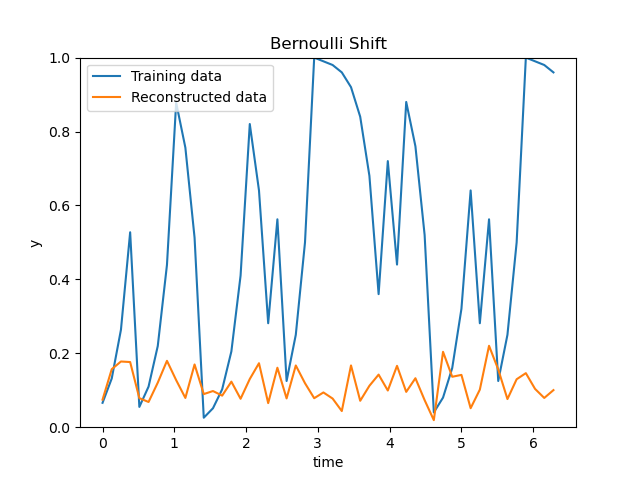 Bernoulli Shift
Training data
Reconstructed data
y
1.0
0.8
0.6
0.4
0.2
0.0
0 1 2 3 4 5 6
time